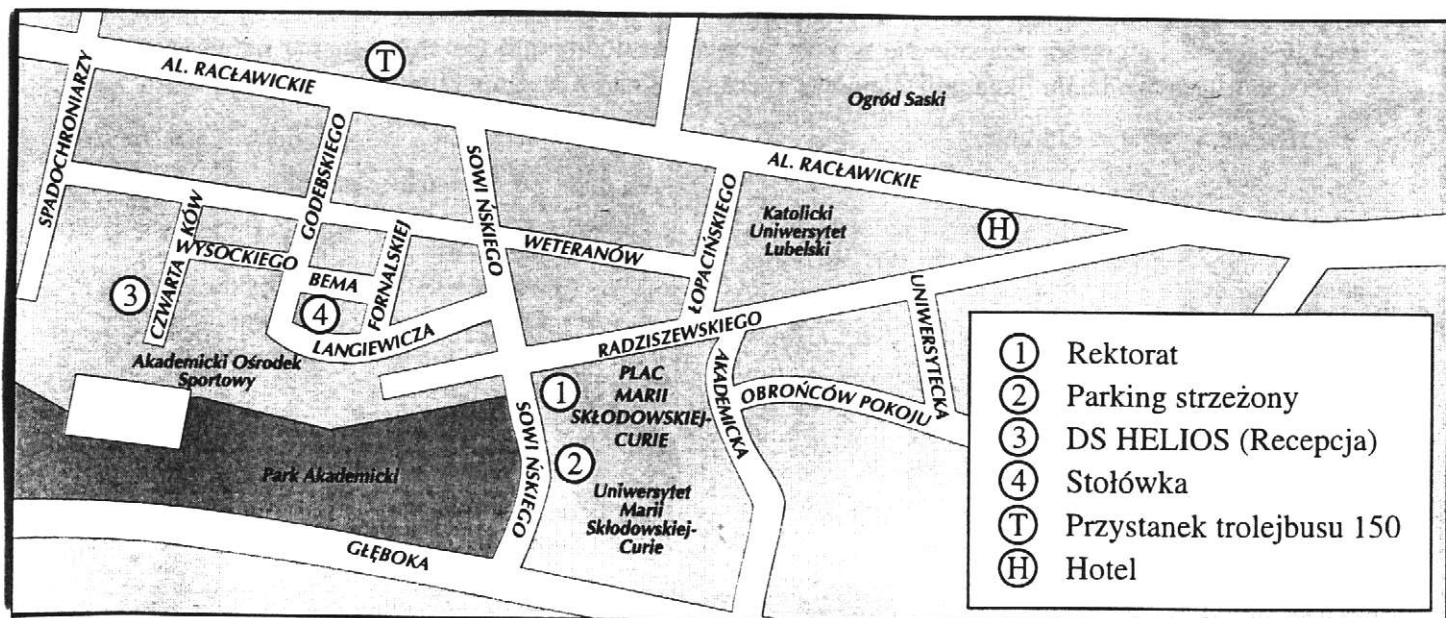 AL. RACŁAWICKIE
T
Ogród Saski
SPADOCHRONIARZY
GODEBSKIEGO
SOWIŃSKIEGO
AL. RACŁAWICKIE
ŁOPACIŃSKIEGO
Katolicki
Uniwersytet
Lubelski
H
CZWARTAKÓW
WYSOCKIEGO
WETERANÓW
BEMA
FORNALSKIEJ
3
4
LANGIEWICZA
RADZISZEWSKIEGO
UNIWERSYTECKA
Akademicki Ośrodek
Sportowy
1
PLAC
MARII
SKŁODOWSKIEJ-
CURIE
AKADEMICKA
OBROŃCÓW POKOJU
SOWIŃSKIEGO
2
Park Akademicki
Uniwersytet
Marii
Skłodowskiej-
Curie
GŁĘBOKA
1 Rektorat
2 Parking strzeżony
3 DS HELIOS (Recepcja)
4 Stołówka
T Przystanek trolejbusu 150
H Hotel